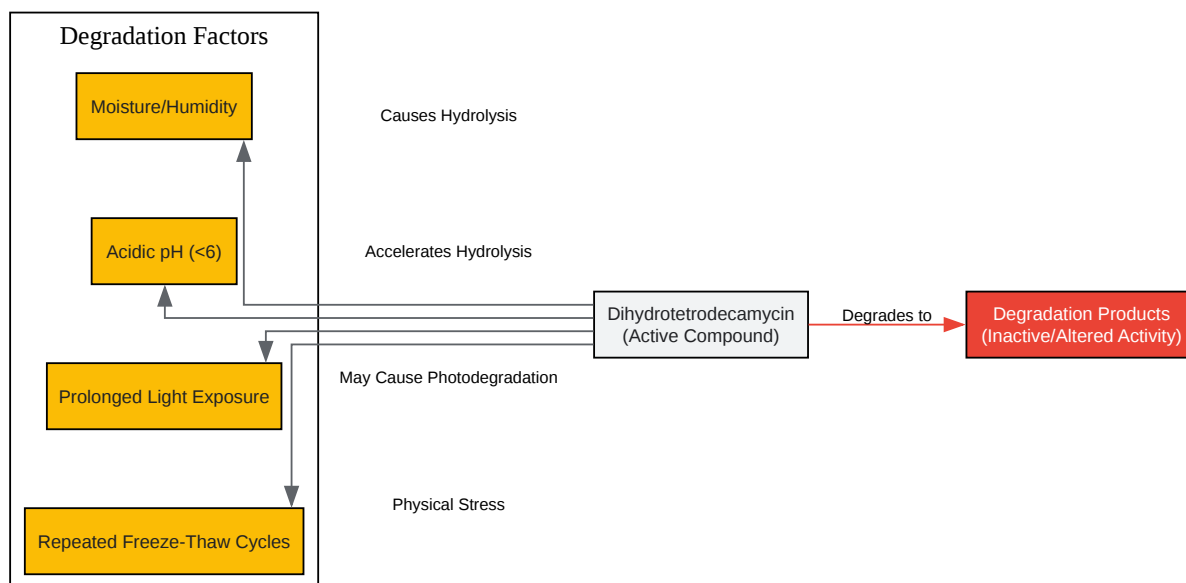 Degradation Factors
Moisture/Humidity
Causes Hydrolysis
Acidic pH (<6)
Accelerates Hydrolysis
Dihydrotetrodecamycin
(Active Compound)
Degrades to
Degradation Products
(Inactive/Altered Activity)
Prolonged Light Exposure
May Cause Photodegradation
Physical Stress
Repeated Freeze-Thaw Cycles